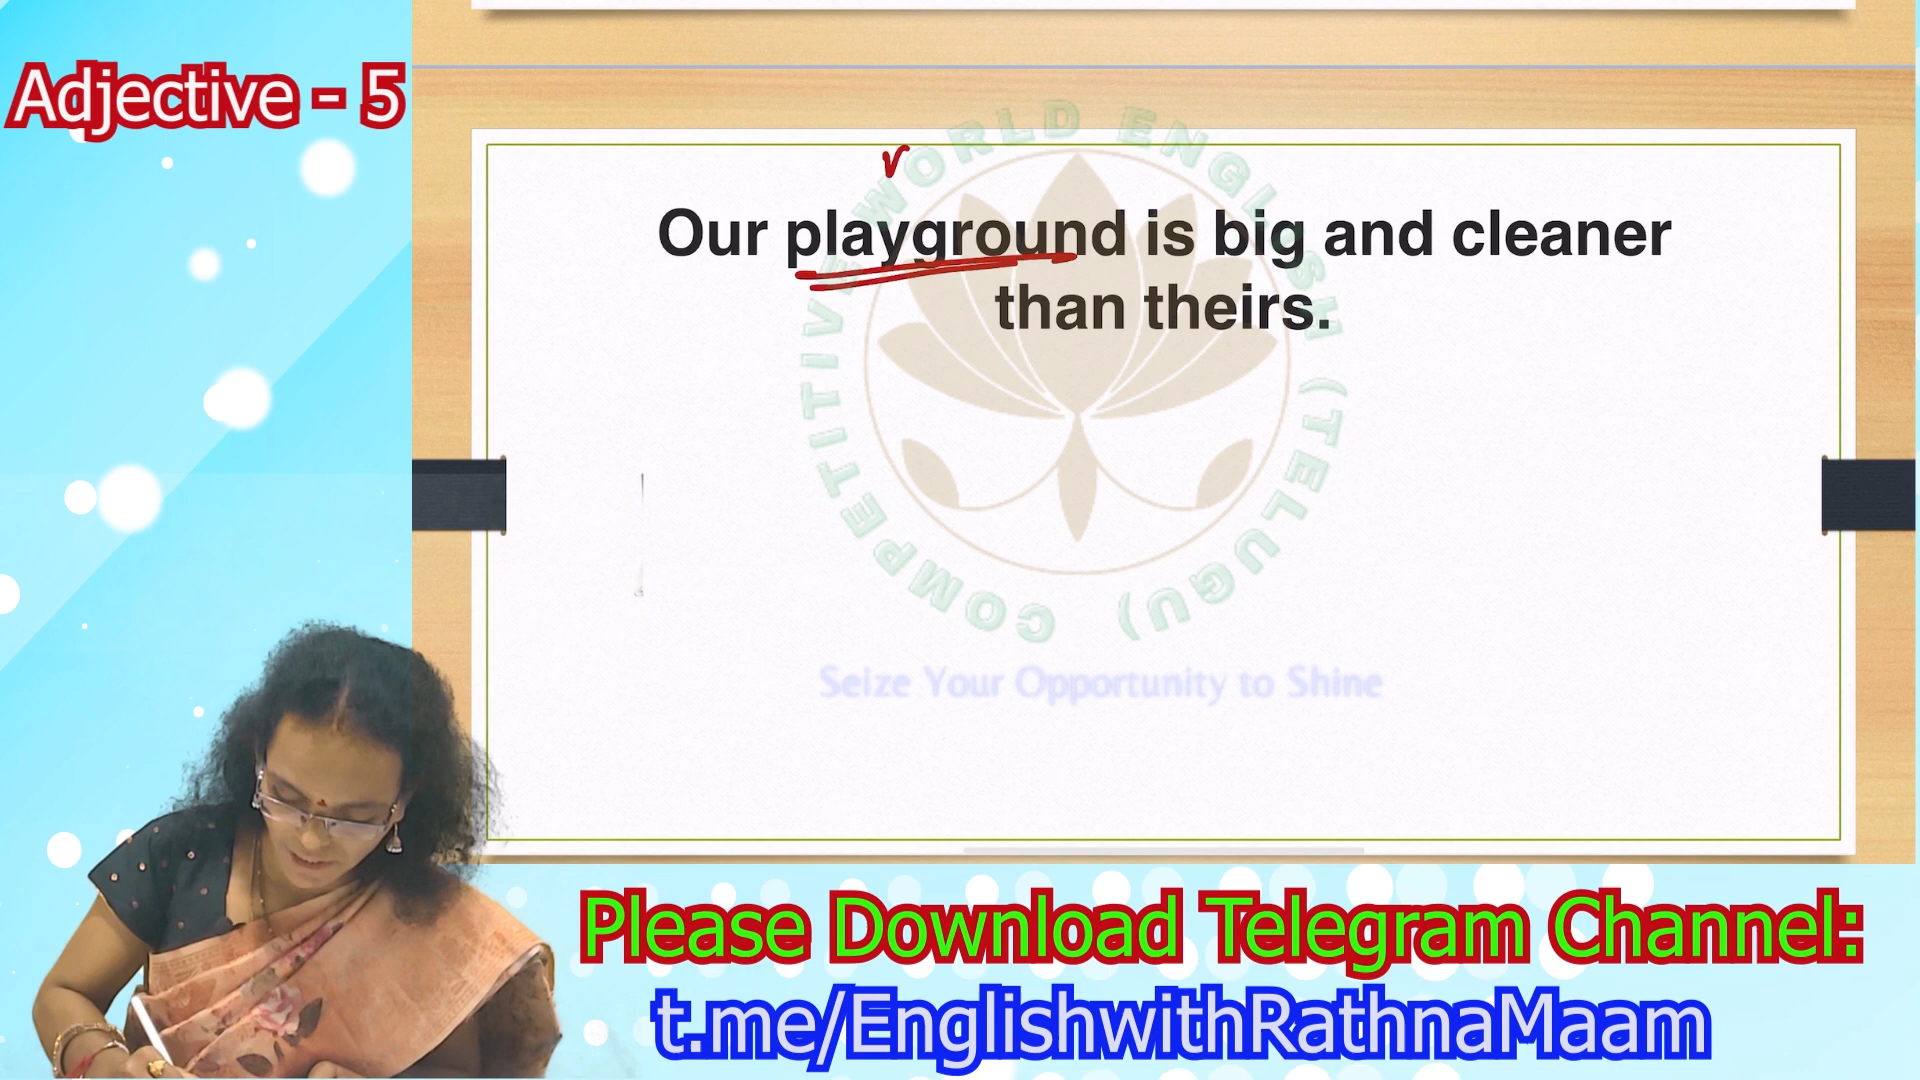 Adjective - 5
Our playground is big and cleaner
than theirs.
COMPETITIVE WORLD ENGLISH (TELUGU)
Seize Your Opportunity to Shine
Please Download Telegram Channel:
t.me/EnglishwithRathnaMaam